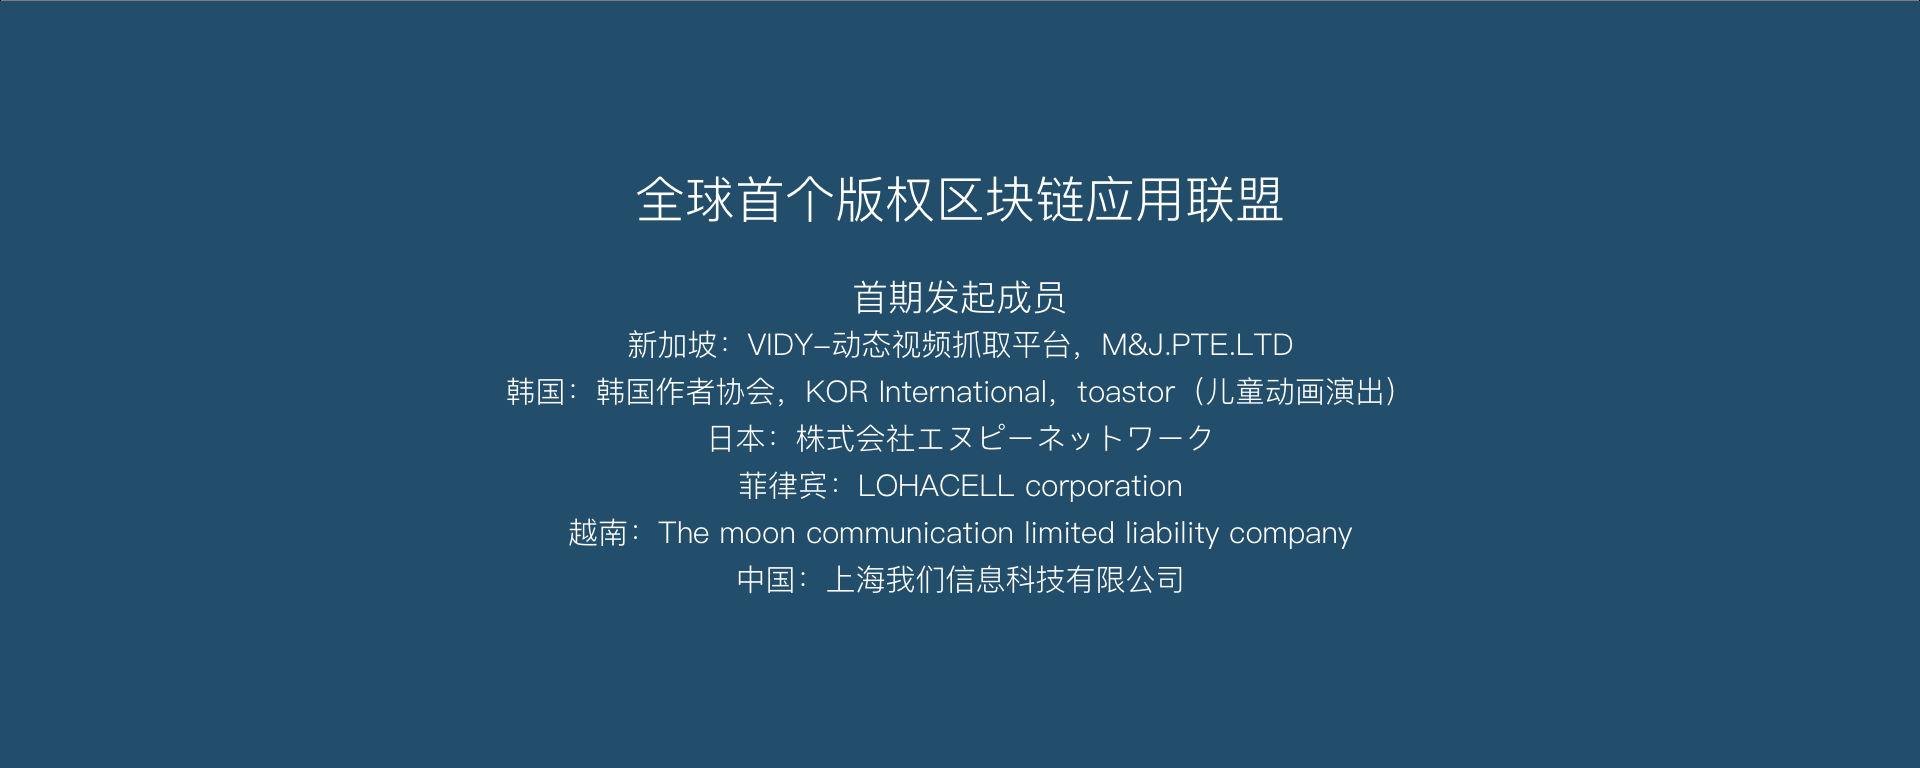 全球首个版权区块链应用联盟
首期发起成员
新加坡：VIDY-动态视频抓取平台，M&J.PTE.LTD
韩国：韩国作者协会，KOR International，toastor（儿童动画演出）
日本：株式会社エヌピーネットワーク
菲律宾：LOHACELL corporation
越南：The moon communication limited liability company
中国：上海我们信息科技有限公司